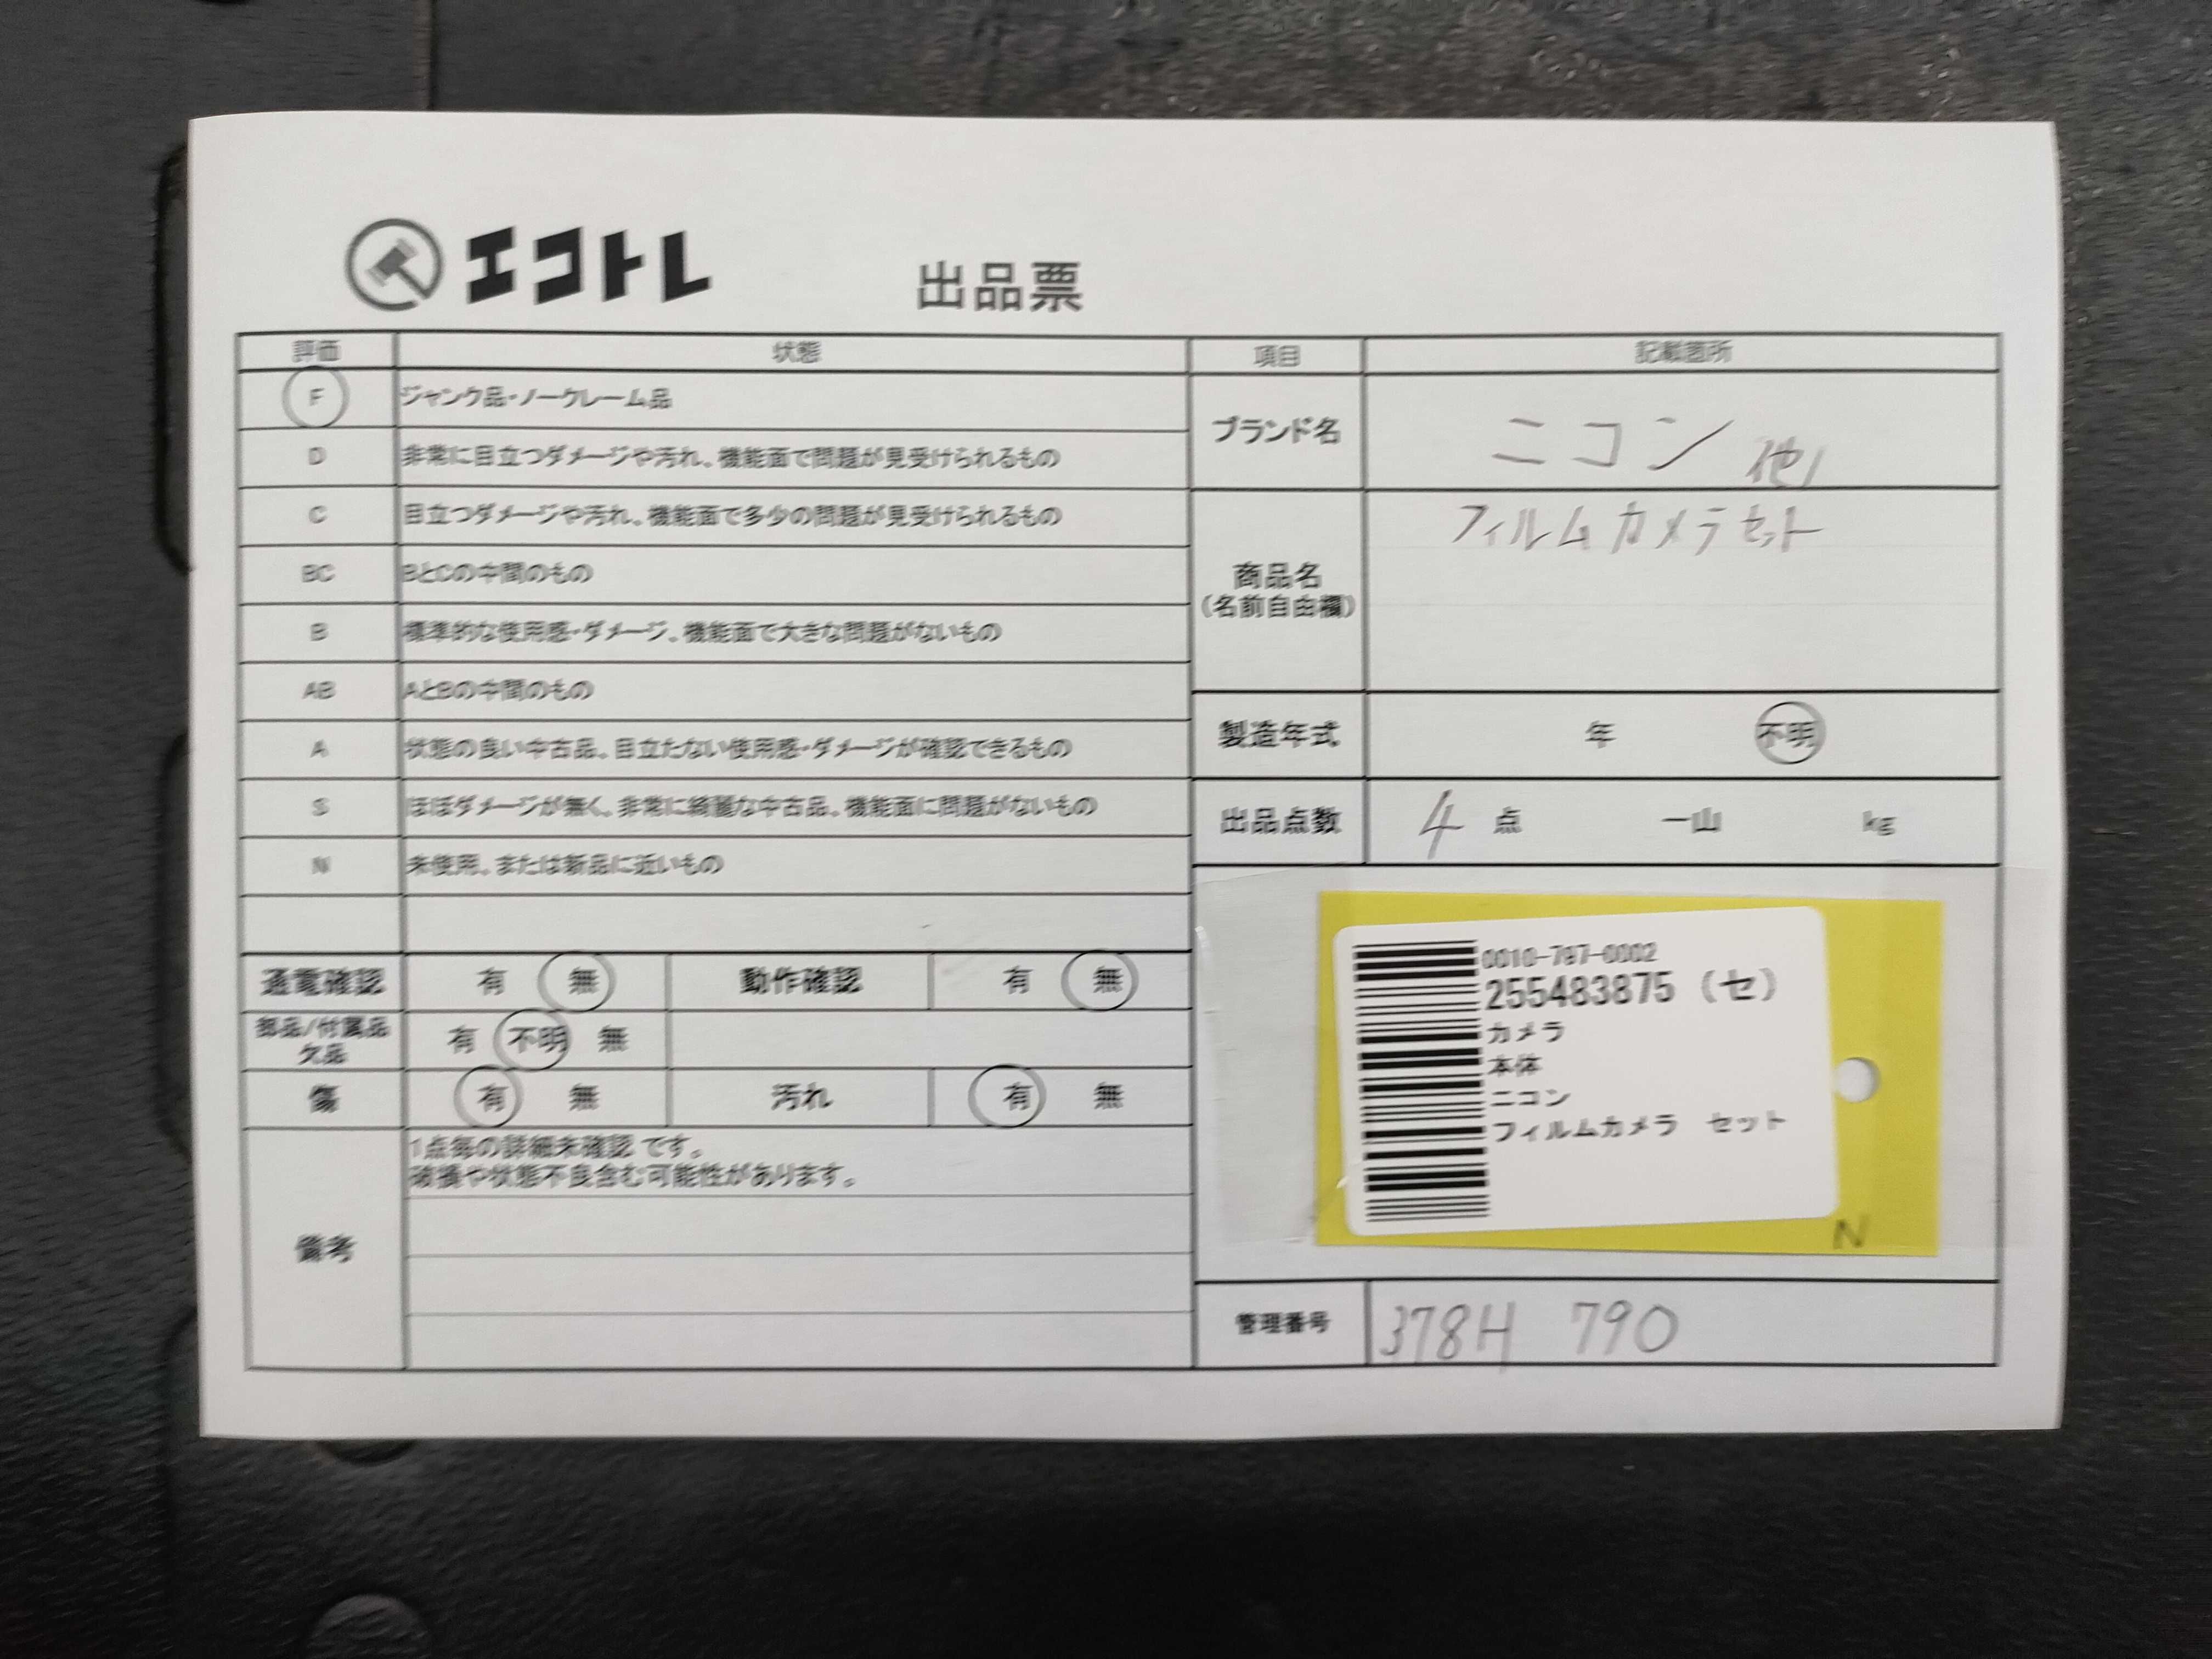 エコトレ
出品票
評価 状態
F ジャンク品・ノークレーム品
D 非常に目立つダメージや汚れ、機能面で問題が見受けられるもの
C 目立つダメージや汚れ、機能面で多少の問題が見受けられるもの
BC BとCの中間のもの
B 標準的な使用感・ダメージ、機能面で大きな問題がないもの
AB AとBの中間のもの
A 状態の良い中古品、目立たない使用感・ダメージが確認できるもの
S ほぼダメージが無く、非常に綺麗な中古品、機能面に問題がないもの
N 未使用、または新品に近いもの
通電確認 有 無 動作確認 有 無
部品/付属品
欠品
有 不明 無
傷 有 無 汚れ 有 無
備考
1点毎の詳細未確認 です。
破損や状態不良含む可能性があります。
項目 記載箇所
ブランド名 ニコン 他
商品名
(名前自由欄)
フィルムカメラセット
製造年式 年 不明
出品点数 4 点 一山 kg
0010-797-0002
255483875 (セ)
カメラ
本体
ニコン
フィルムカメラ セット
N
管理番号 378H 790